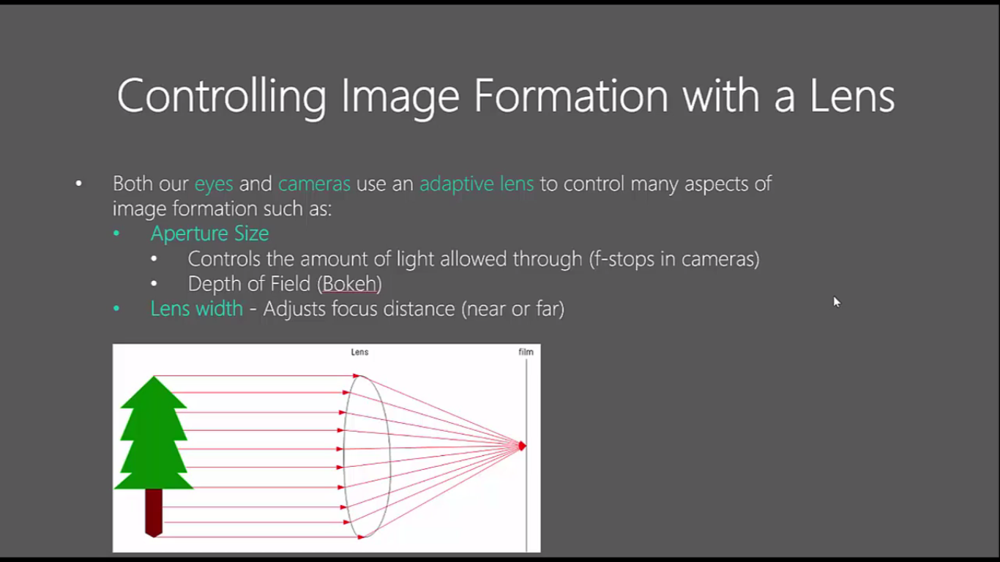 Controlling Image Formation with a Lens
• Both our eyes and cameras use an adaptive lens to control many aspects of
image formation such as:
• Aperture Size
• Controls the amount of light allowed through (f-stops in cameras)
• Depth of Field (Bokeh)
• Lens width - Adjusts focus distance (near or far)
Lens film